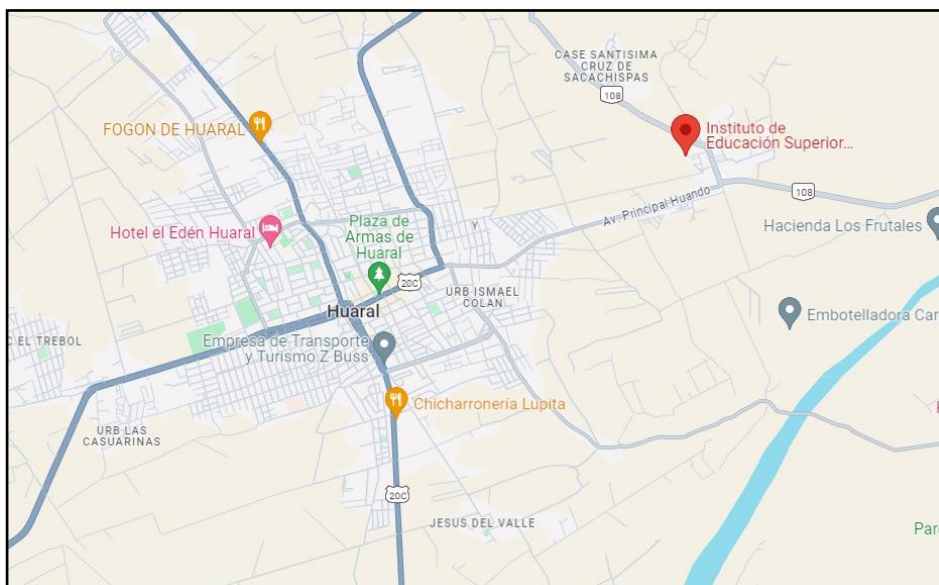 CASE SANTISIMA
CRUZ DE
SACACHISPAS
108
FOGON DE HUARAL
Instituto de
Educación Superior...
108
Av. Principal Huando
Plaza de
Armas de
Huaral
Y
Hotel el Edén Huaral
Hacienda Los Frutales
20C
URB ISMAEL
COLAN
Huaral
Embotelladora Car
C EL TREBOL
Empresa de Transporte
y Turismo Z Buss
Chicharronería Lupita
URB LAS
CASUARINAS
20C
JESUS DEL VALLE
Par